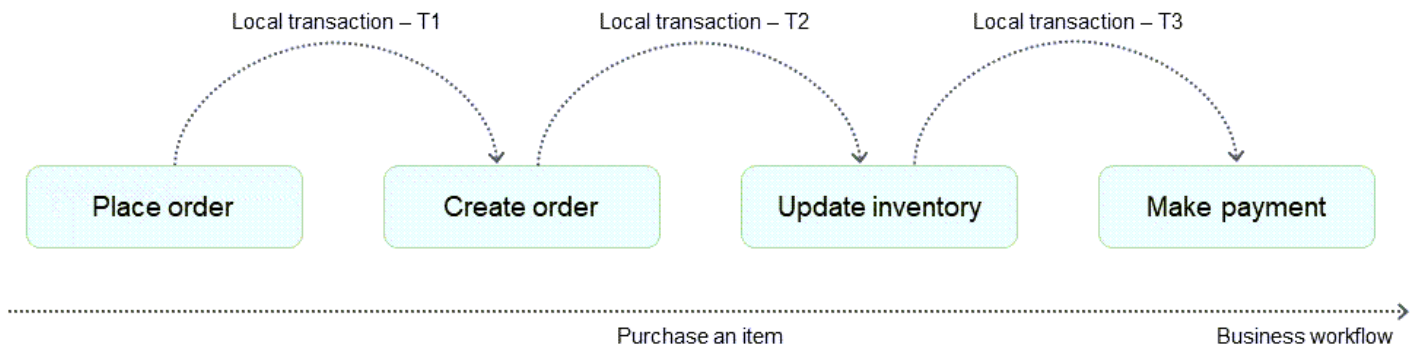 Local transaction – T1
Local transaction – T2
Local transaction – T3
Place order
Create order
Update inventory
Make payment
Purchase an item
Business workflow